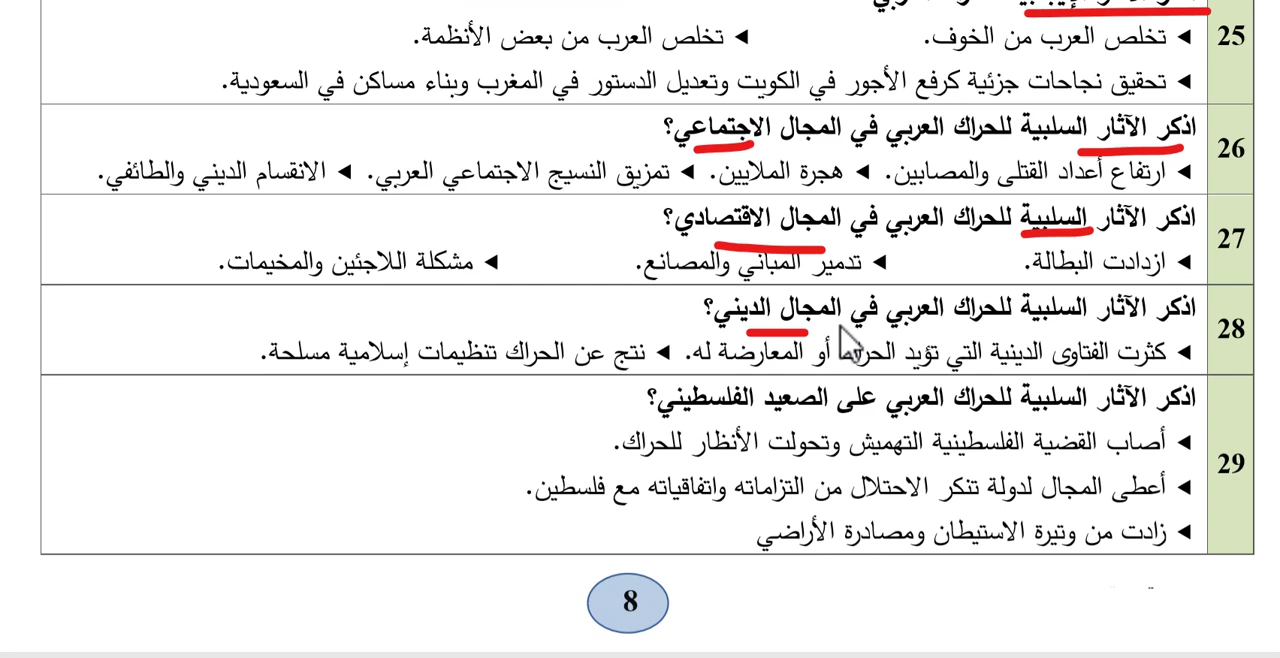 25
◄ تخلص العرب من الخوف. ◄ تخلص العرب من بعض الأنظمة.
◄ تحقيق نجاحات جزئية كرفع الأجور في الكويت وتعديل الدستور في المغرب وبناء مساكن في السعودية.
26
اذكر الآثار السلبية للحراك العربي في المجال الاجتماعي؟
◄ ارتفاع أعداد القتلى والمصابين. ◄ هجرة الملايين. ◄ تمزيق النسيج الاجتماعي العربي. ◄ الانقسام الديني والطائفي.
27
اذكر الآثار السلبية للحراك العربي في المجال الاقتصادي؟
◄ ازدادت البطالة. ◄ تدمير المباني والمصانع. ◄ مشكلة اللاجئين والمخيمات.
28
اذكر الآثار السلبية للحراك العربي في المجال الديني؟
◄ كثرت الفتاوى الدينية التي تؤيد الحراك أو المعارضة له. ◄ نتج عن الحراك تنظيمات إسلامية مسلحة.
29
اذكر الآثار السلبية للحراك العربي على الصعيد الفلسطيني؟
◄ أصاب القضية الفلسطينية التهميش وتحولت الأنظار للحراك.
◄ أعطى المجال لدولة تنكر الاحتلال من التزاماته واتفاقياته مع فلسطين.
◄ زادت من وتيرة الاستيطان ومصادرة الأراضي
8